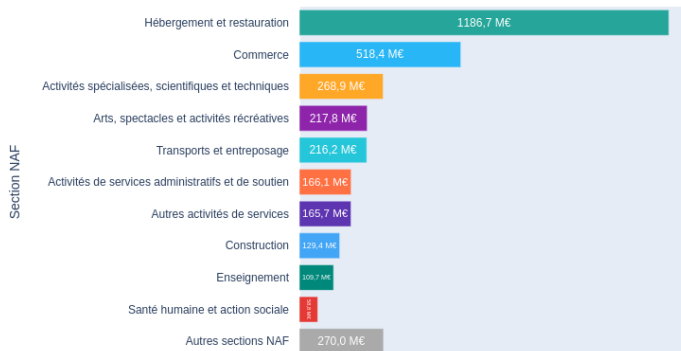 Section NAF
Hébergement et restauration 1186,7 M€
Commerce 518,4 M€
Activités spécialisées, scientifiques et techniques 268,9 M€
Arts, spectacles et activités récréatives 217,8 M€
Transports et entreposage 216,2 M€
Activités de services administratifs et de soutien 166,1 M€
Autres activités de services 165,7 M€
Construction 129,4 M€
Enseignement 109,7 M€
Santé humaine et action sociale
Autres sections NAF 270,0 M€